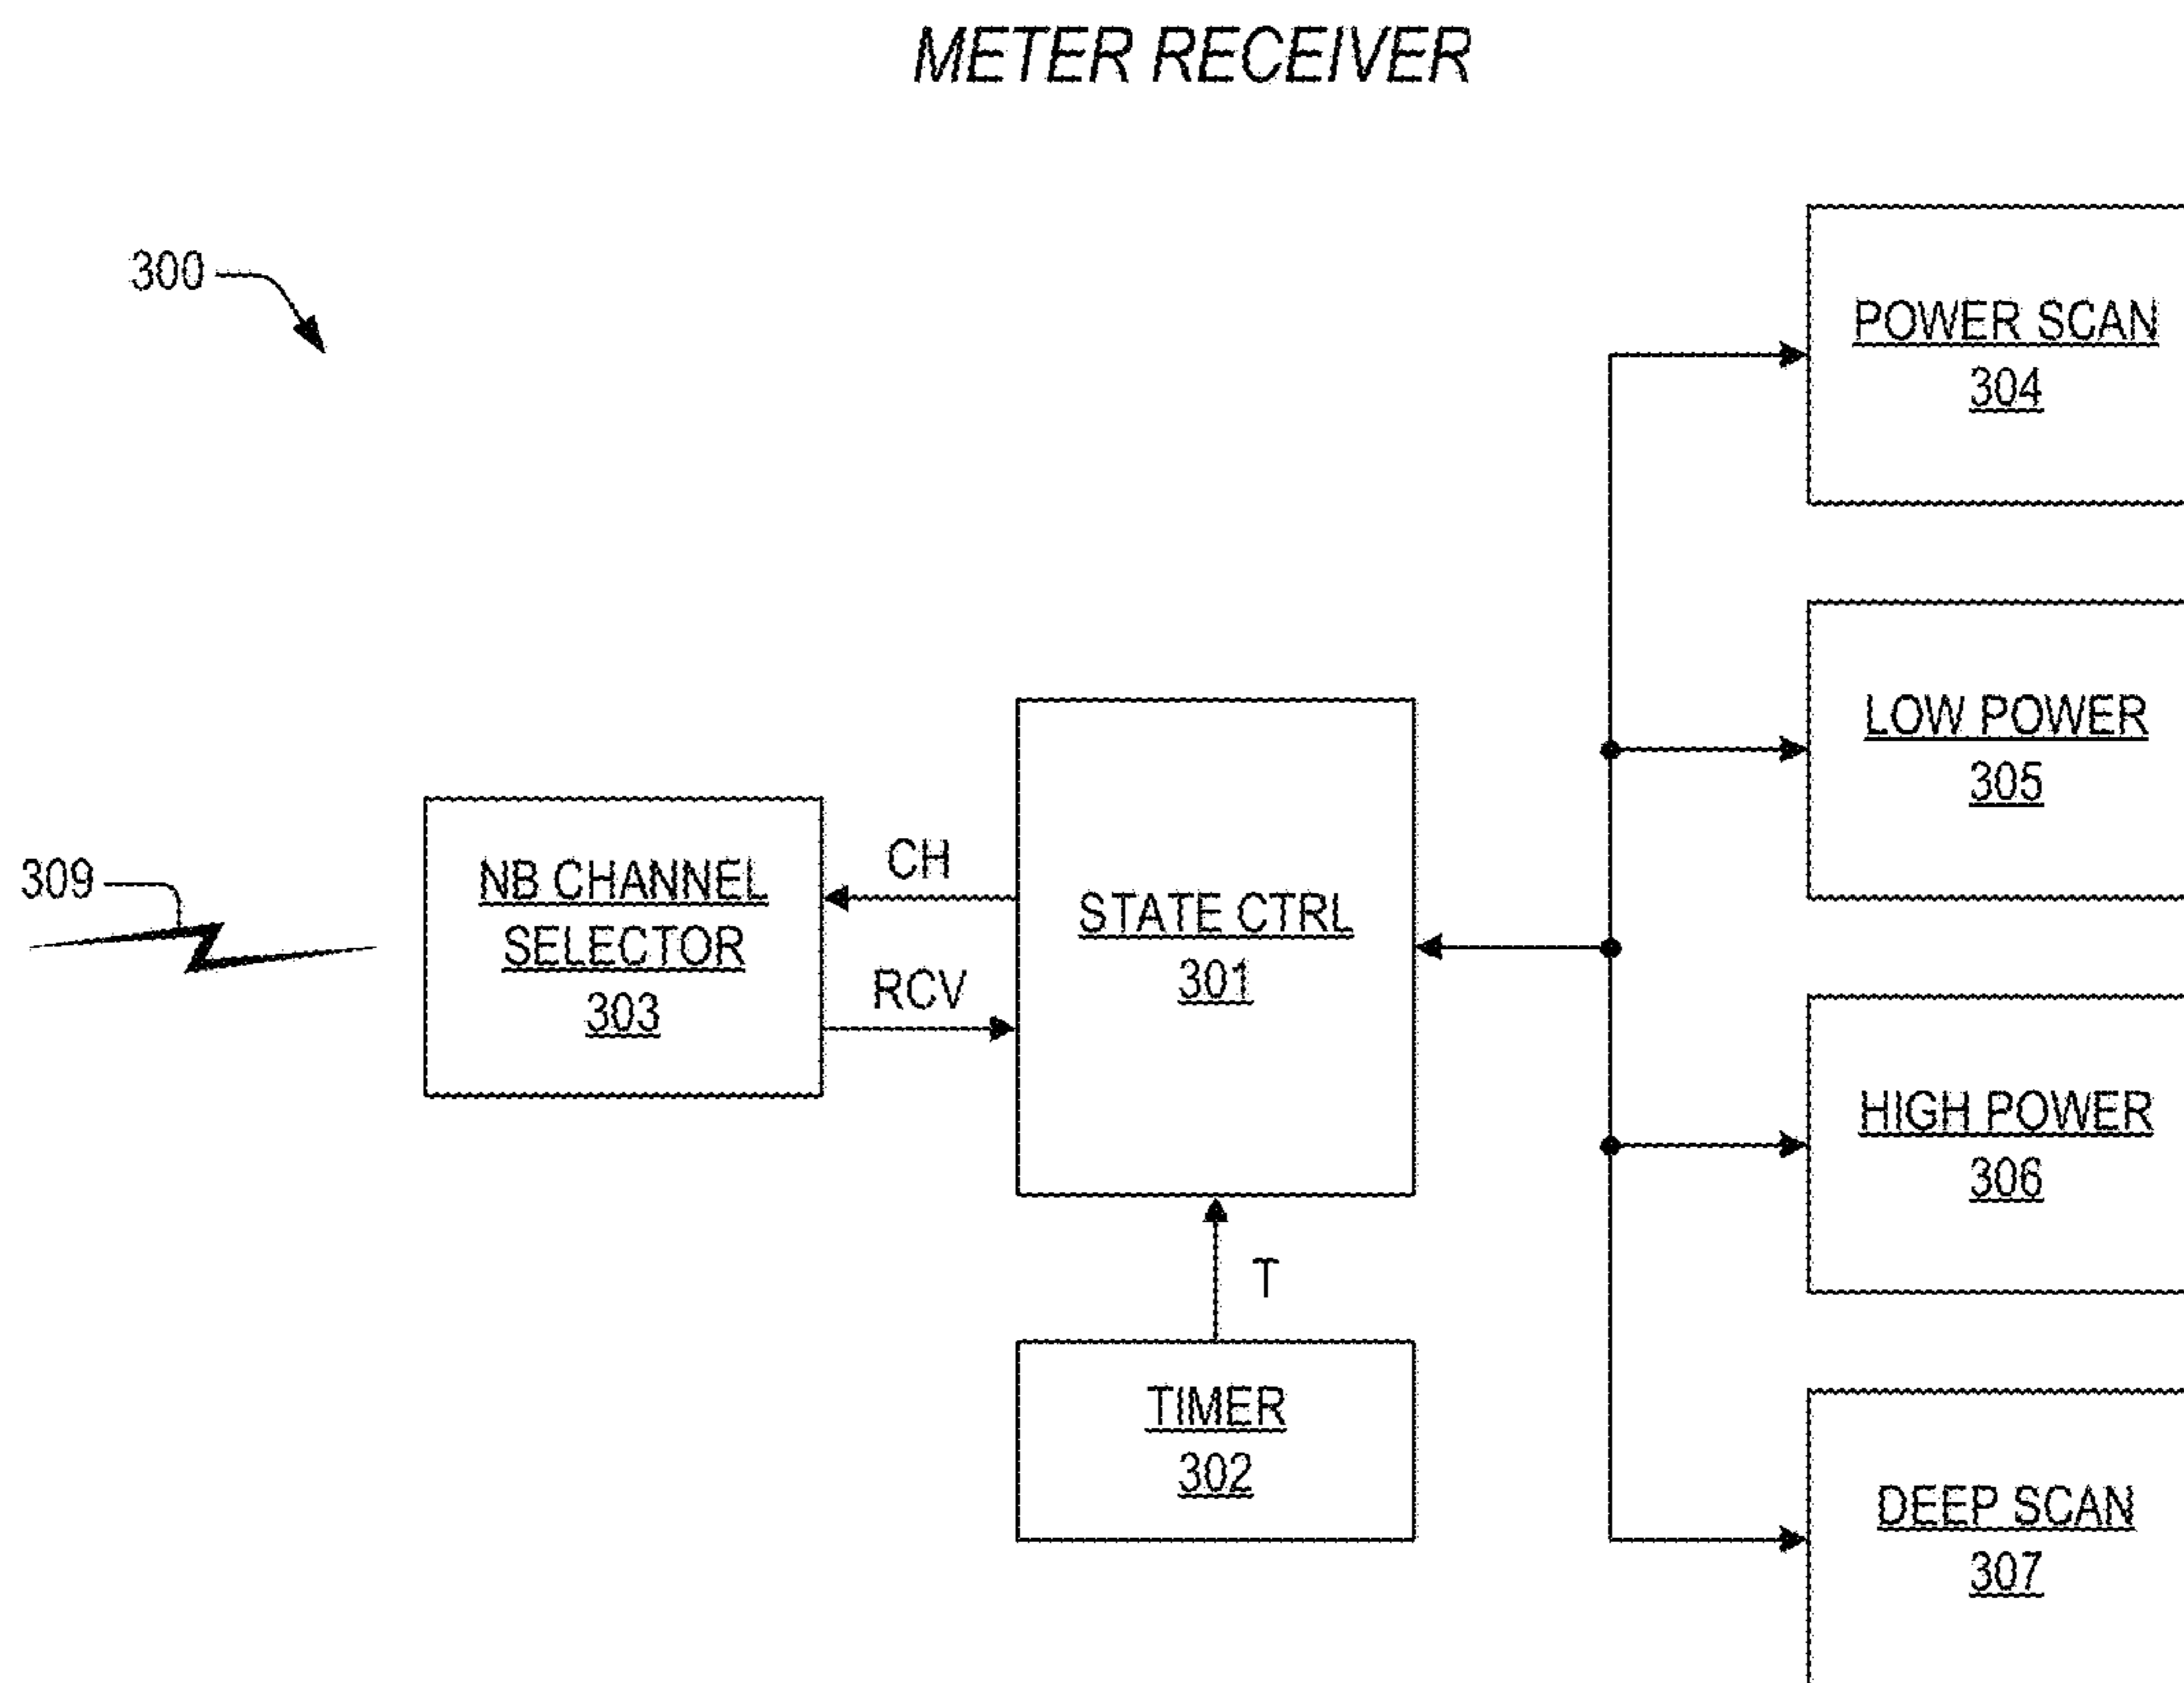 METER RECEIVER
300
POWER SCAN
304
LOW POWER
305
309
NB CHANNEL
SELECTOR
303
CH
RCV
STATE CTRL
301
HIGH POWER
306
T
TIMER
302
DEEP SCAN
307